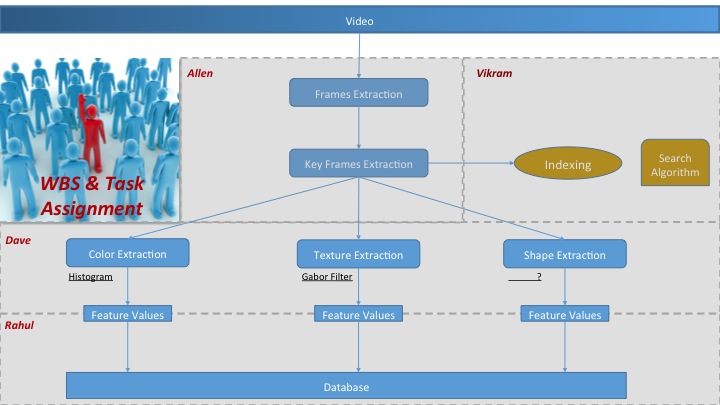 Video
Allen
Vikram
Frames Extraction
Key Frames Extraction
Indexing
Search
Algorithm
WBS & Task
Assignment
Dave
Color Extraction
Texture Extraction
Shape Extraction
Histogram
Gabor Filter
______?
Feature Values
Feature Values
Feature Values
Rahul
Database